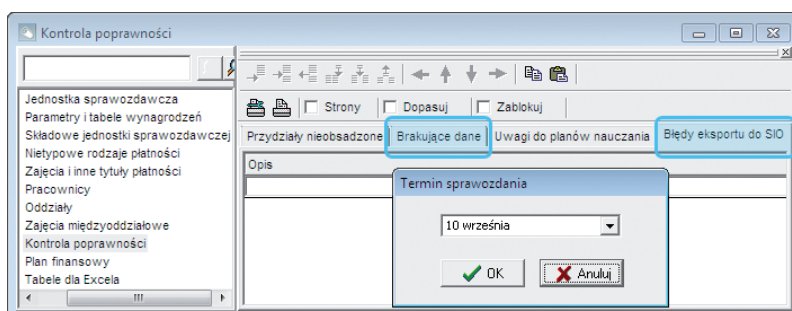 Kontrola poprawności
Strony Dopasuj Zablokuj
Przydziały nieobsadzone Brakujące dane Uwagi do planów nauczania Błędy eksportu do SIO
Opis
Jednostka sprawozdawcza
Parametry i tabele wynagrodzeń
Składowe jednostki sprawozdawczej
Nietypowe rodzaje płatności
Zajęcia i inne tytuły płatności
Pracownicy
Oddziały
Zajęcia międzyoddziałowe
Kontrola poprawności
Plan finansowy
Tabele dla Excela
Termin sprawozdania
10 września
OK Anuluj